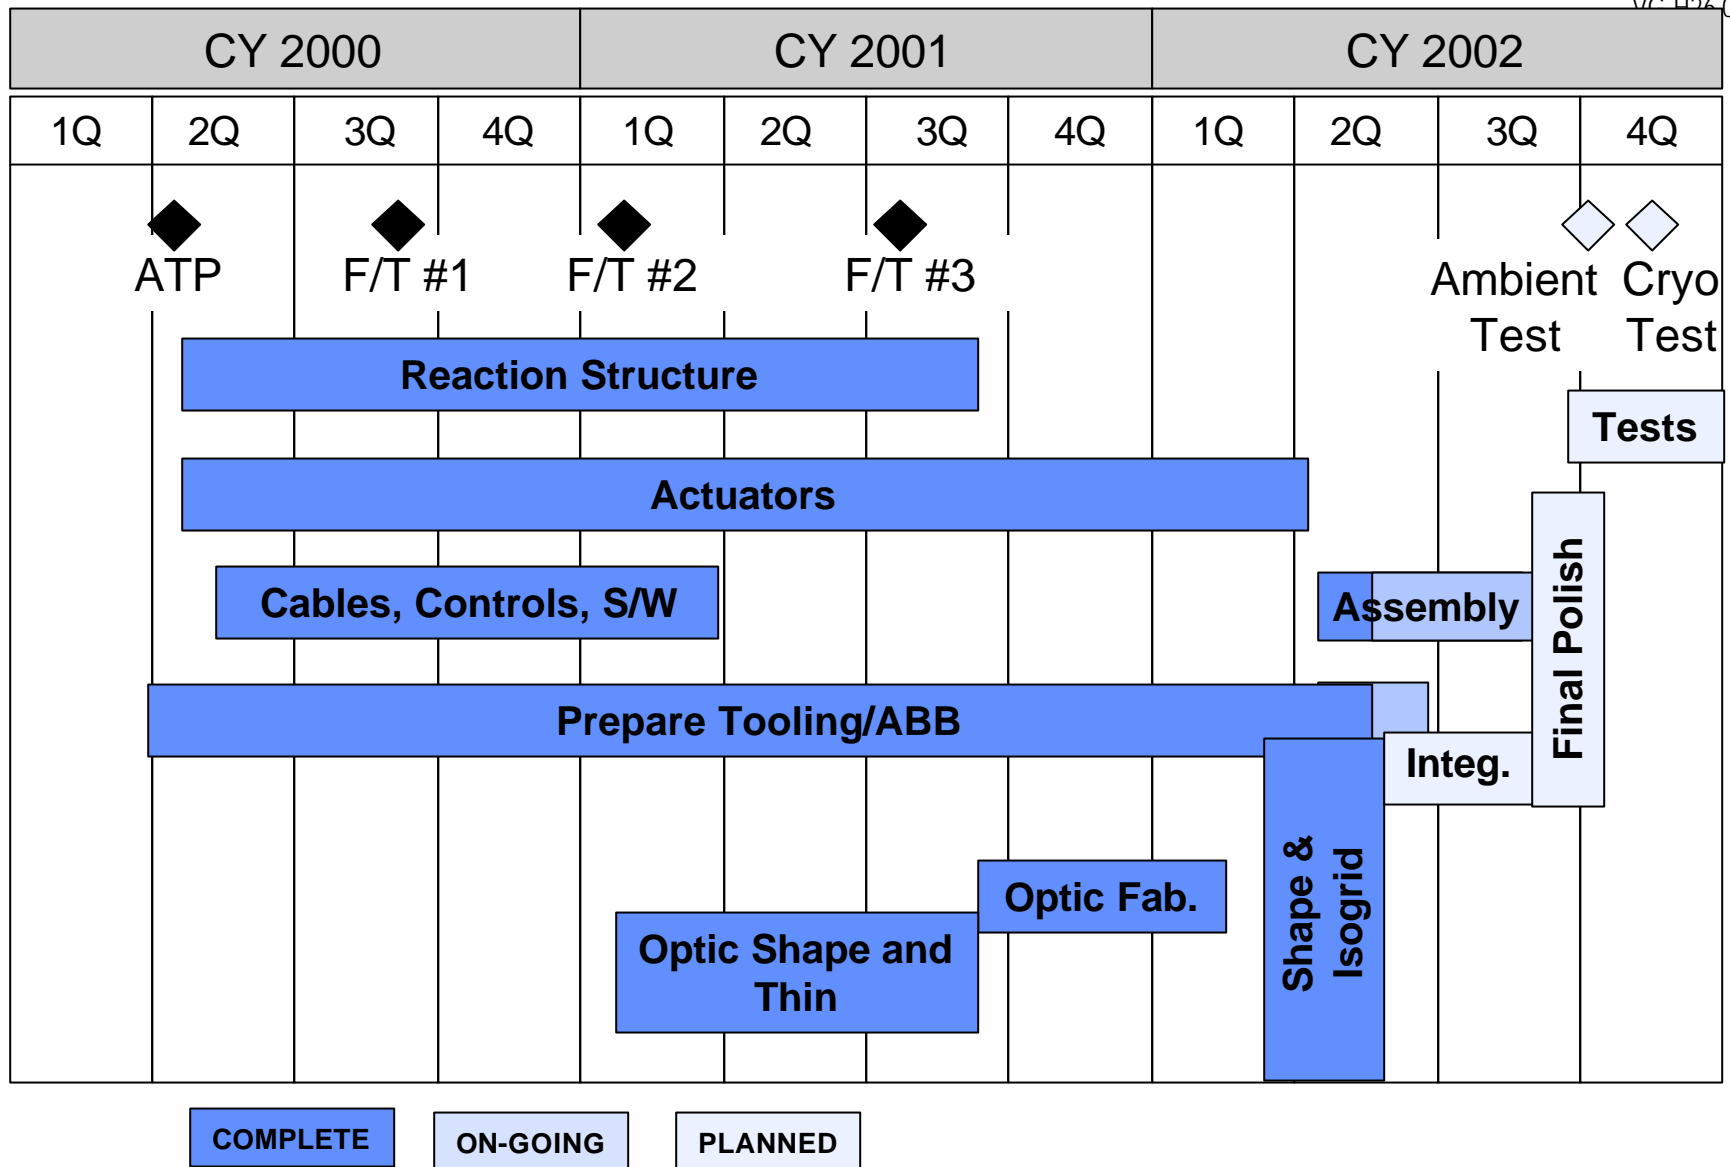 CY 2000 CY 2001 CY 2002
1Q 2Q 3Q 4Q 1Q 2Q 3Q 4Q 1Q 2Q 3Q 4Q
ATP F/T #1 F/T #2 F/T #3
Ambient Cryo
Test Test
Reaction Structure
Tests
Actuators
Cables, Controls, S/W
Assembly
Final Polish
Prepare Tooling/ABB
Integ.
Shape &
Isogrid
Optic Fab.
Optic Shape and
Thin
COMPLETE ON-GOING PLANNED